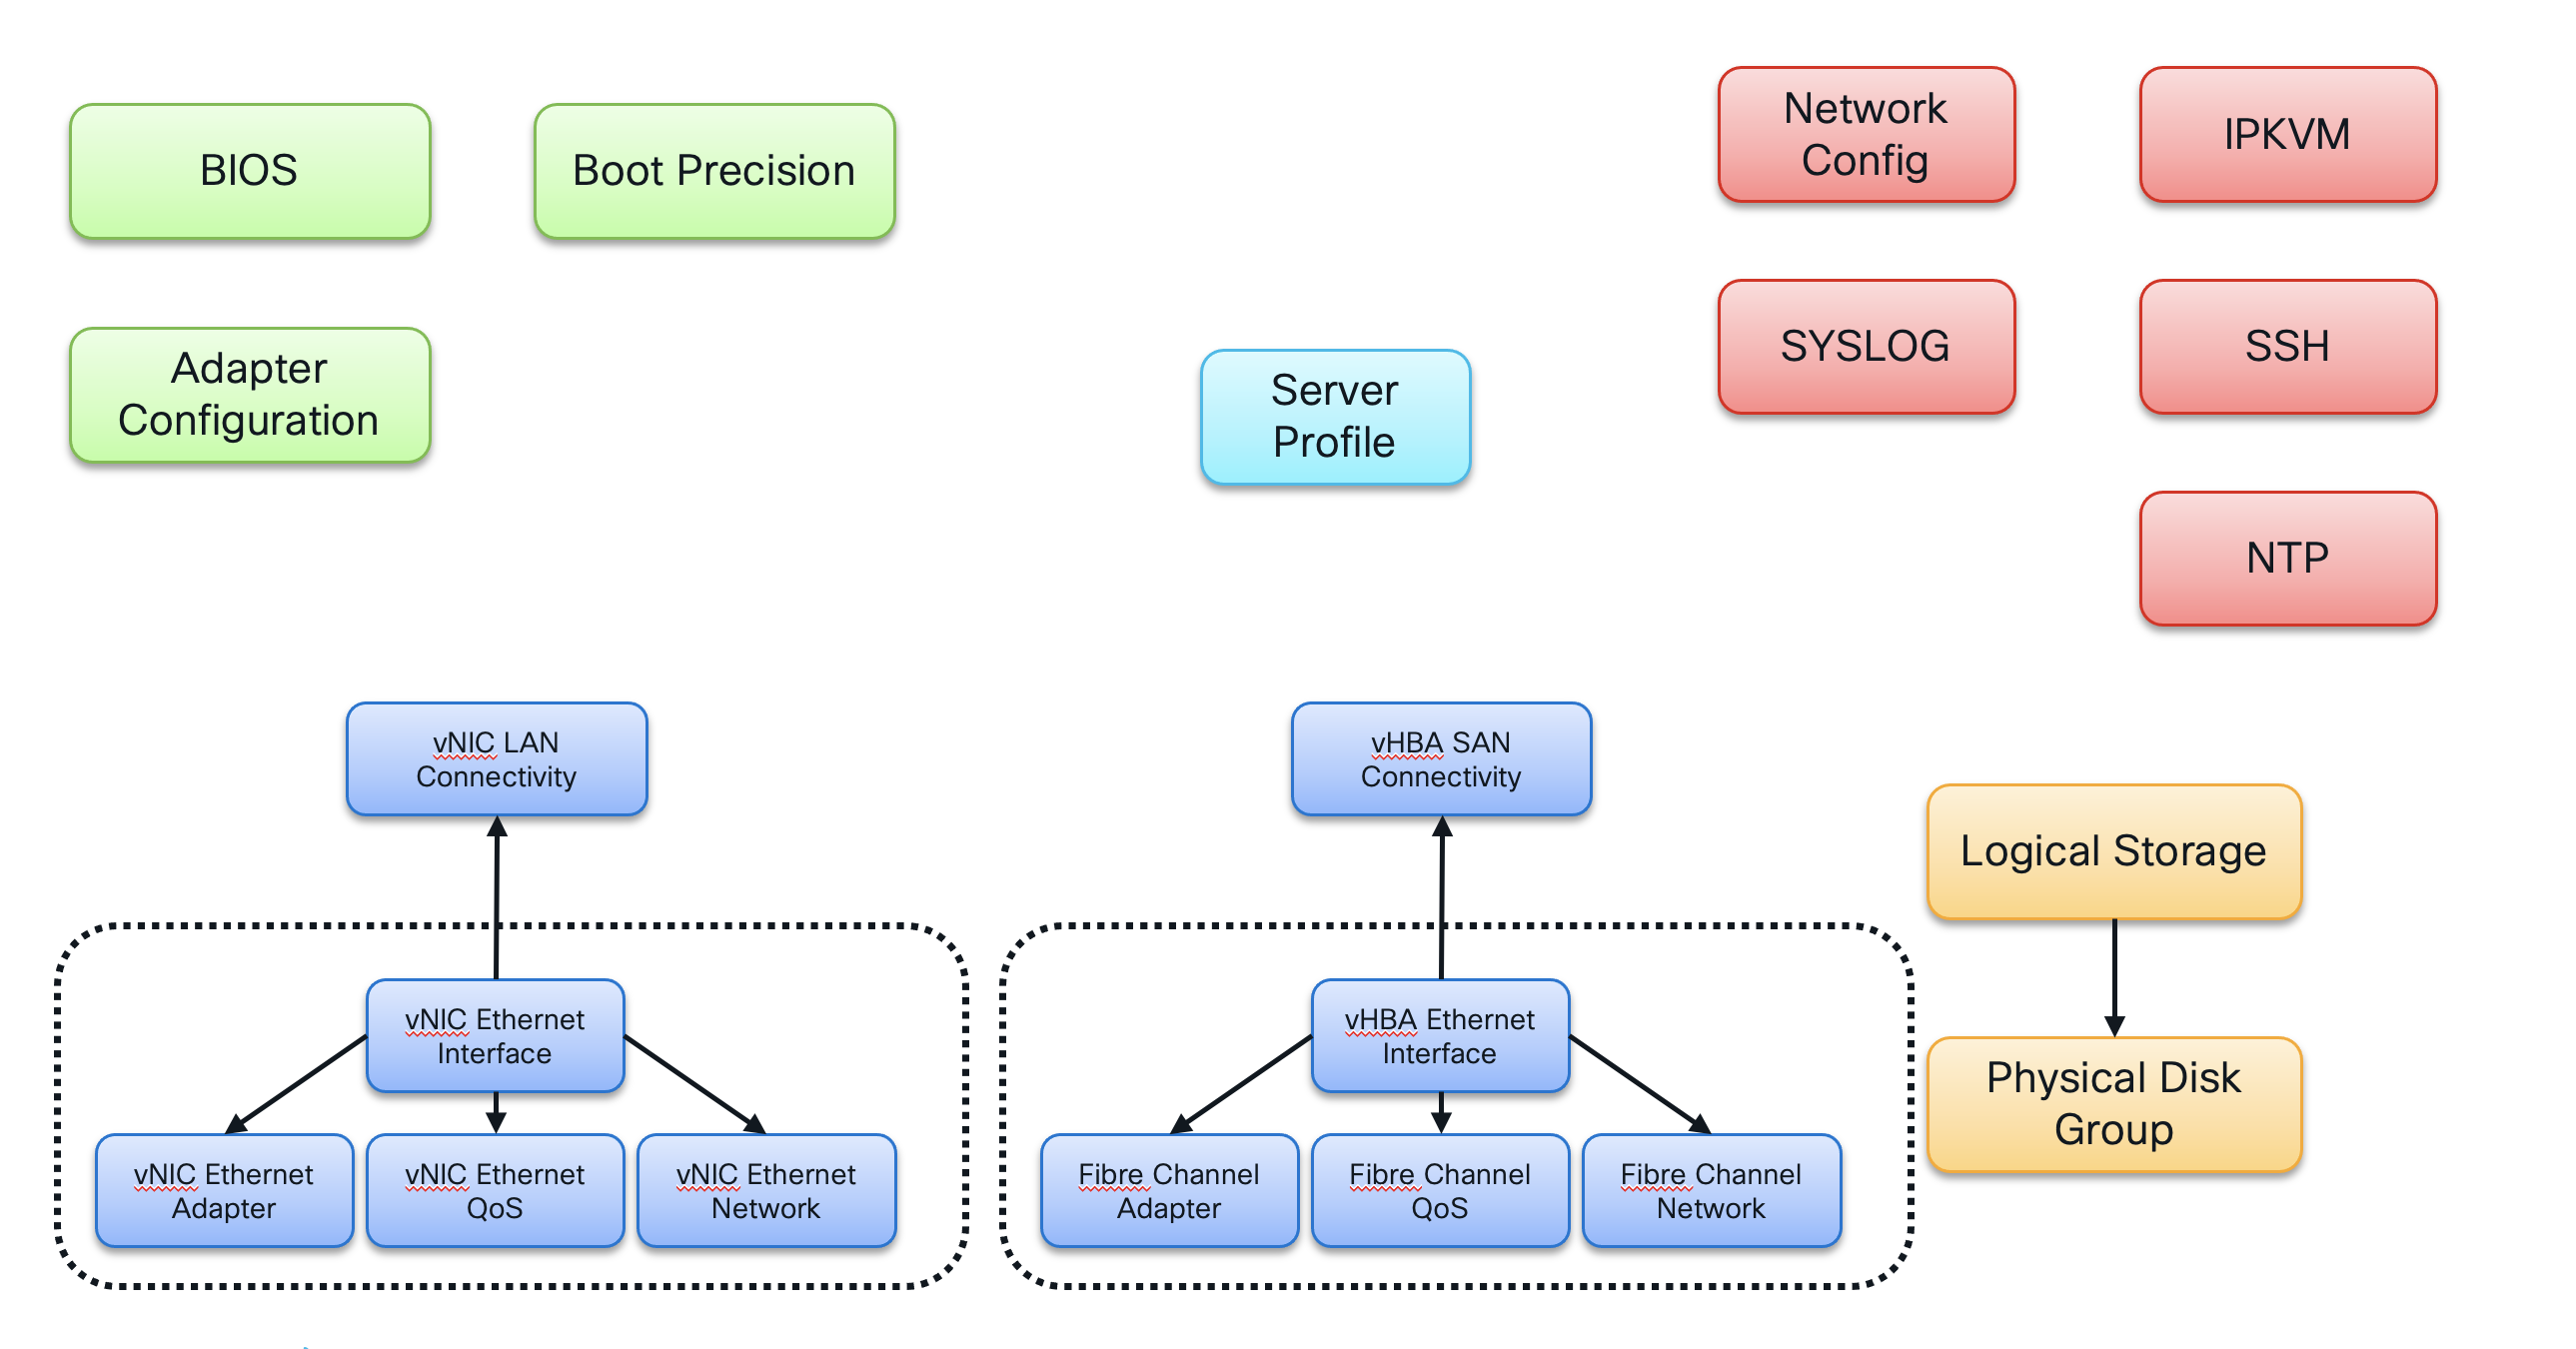 BIOS
Boot Precision
Network
Config
IPKVM
Adapter
Configuration
Server
Profile
SYSLOG
SSH
NTP
vNIC LAN
Connectivity
vHBA SAN
Connectivity
Logical Storage
vNIC Ethernet
Interface
vHBA Ethernet
Interface
Physical Disk
Group
vNIC Ethernet
Adapter
vNIC Ethernet
QoS
vNIC Ethernet
Network
Fibre Channel
Adapter
Fibre Channel
QoS
Fibre Channel
Network